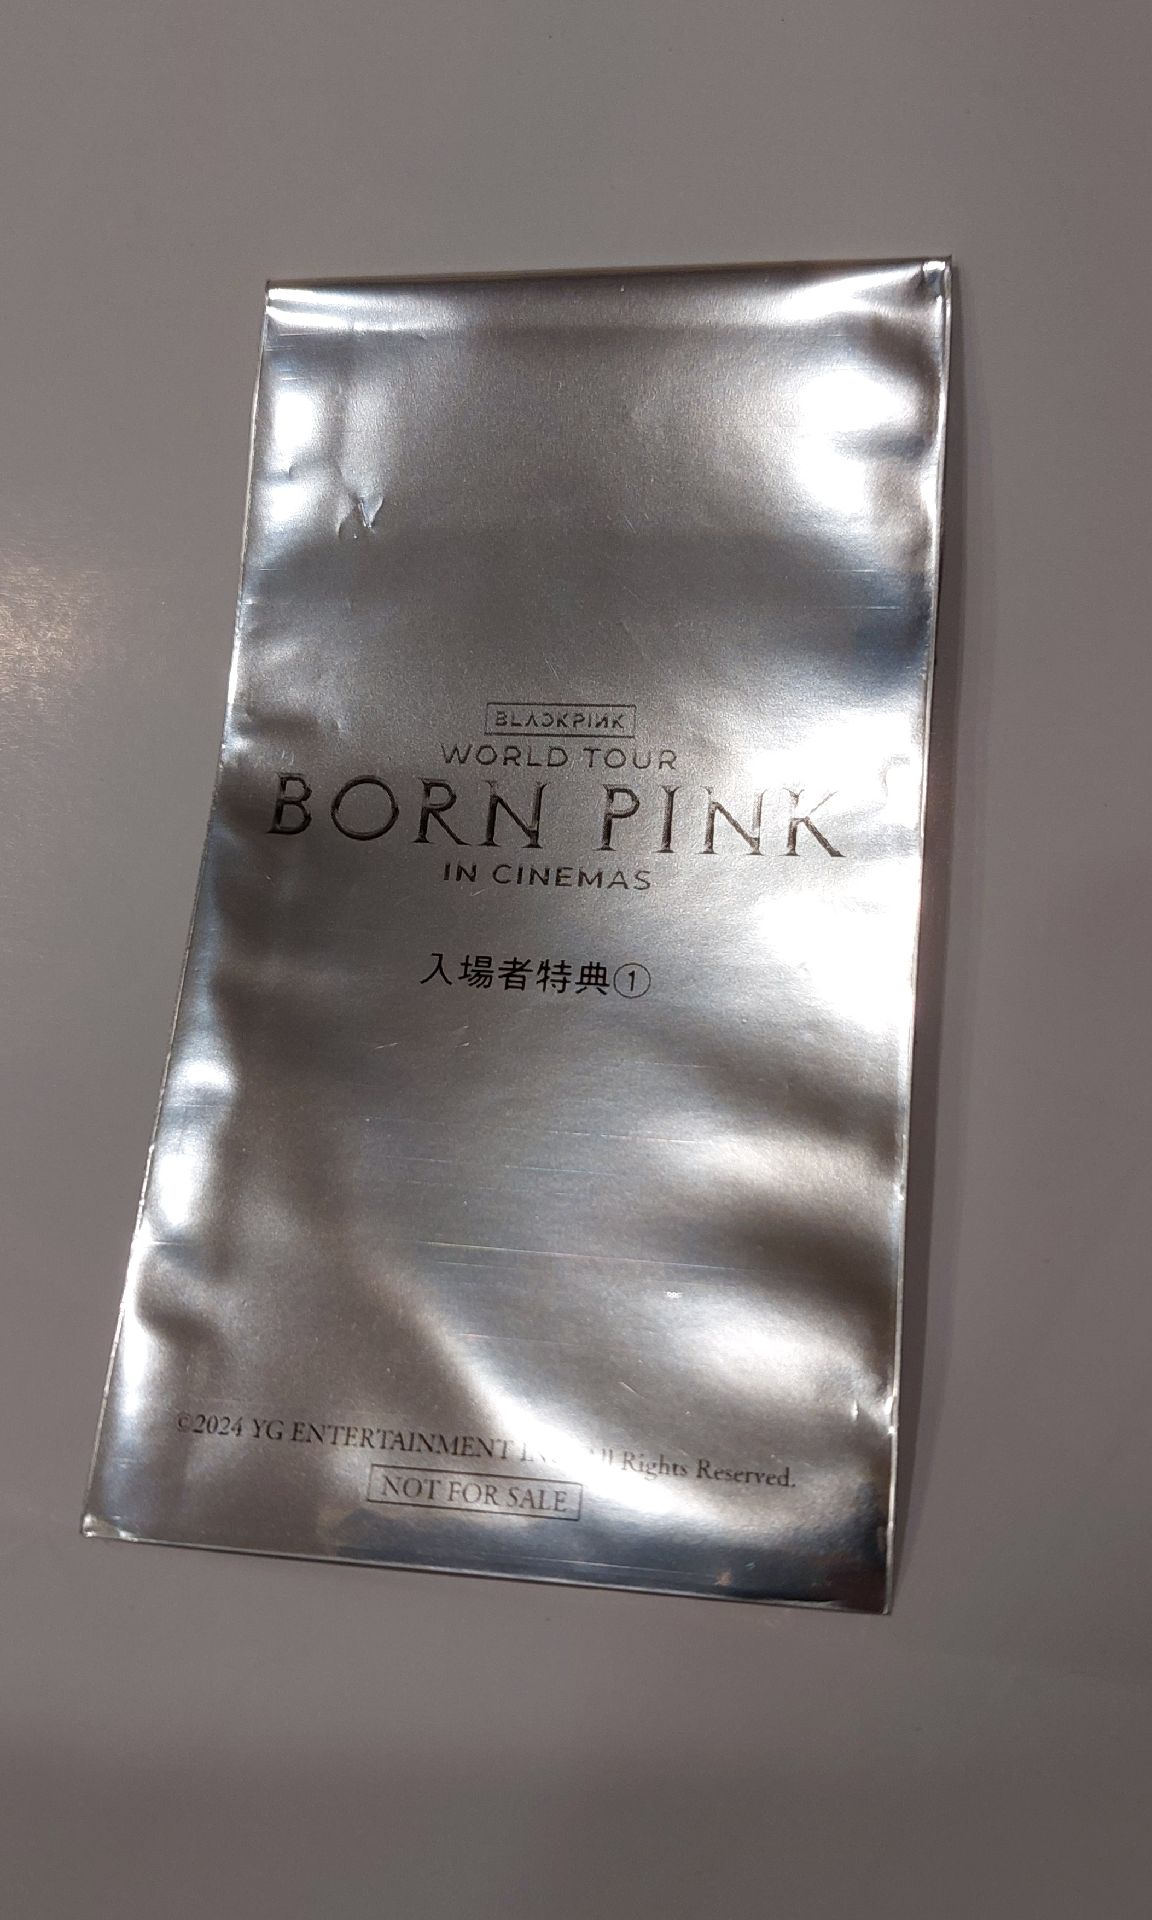 BLACKPINK
WORLD TOUR
BORN PINK
IN CINEMAS
入場者特典①
©2024 YG ENTERTAINMENT All Rights Reserved.
NOT FOR SALE